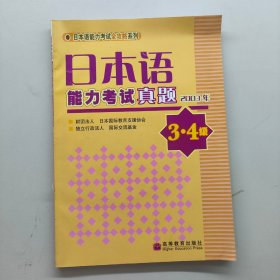 日本语能力考试全攻略系列
日本语
能力考试真题 2003年
3·4级
财团法人 日本国际教育支援协会
独立行政法人 国际交流基金
高等教育出版社